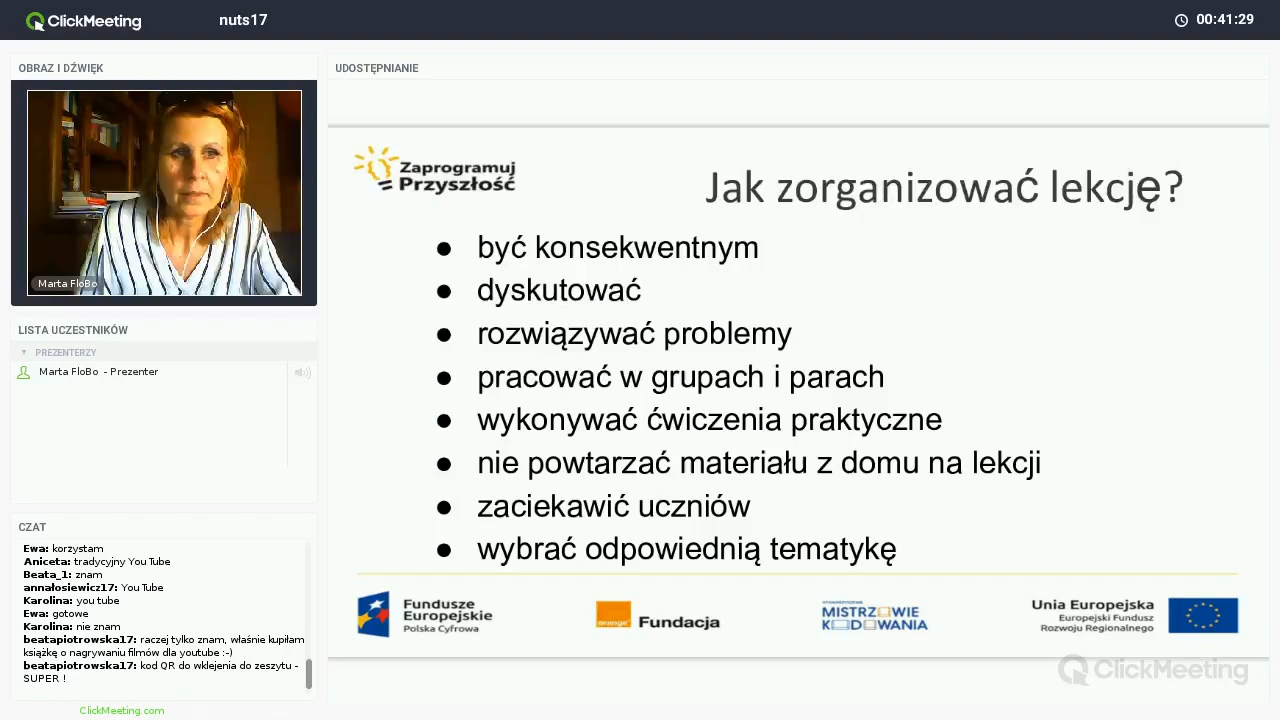 ClickMeeting
nuts17
00:41:29
OBRAZ I DŹWIĘK
Marta FloBo
LISTA UCZESTNIKÓW
PREZENTERZY
Marta FloBo - Prezenter
CZAT
Ewa: korzystam
Aniceta: tradycyjny You Tube
Beata_1: znam
annałosiewicz17: You Tube
Karolina: you tube
Ewa: gotowe
Karolina: nie znam
beatapiotrowska17: raczej tylko znam, właśnie kupiłam
książkę o nagrywaniu filmów dla youtube :-)
beatapiotrowska17: kod QR do wklejenia do zeszytu -
SUPER !
ClickMeeting.com
UDOSTĘPNIANIE
Zaprogramuj
Przyszłość
Jak zorganizować lekcję?
● być konsekwentnym
● dyskutować
● rozwiązywać problemy
● pracować w grupach i parach
● wykonywać ćwiczenia praktyczne
● nie powtarzać materiału z domu na lekcji
● zaciekawić uczniów
● wybrać odpowiednią tematykę
Fundusze
Europejskie
Polska Cyfrowa
orange
Fundacja
STOWARZYSZENIE
MISTRZOWIE
KODOWANIA
Unia Europejska
Europejski Fundusz
Rozwoju Regionalnego
ClickMeeting